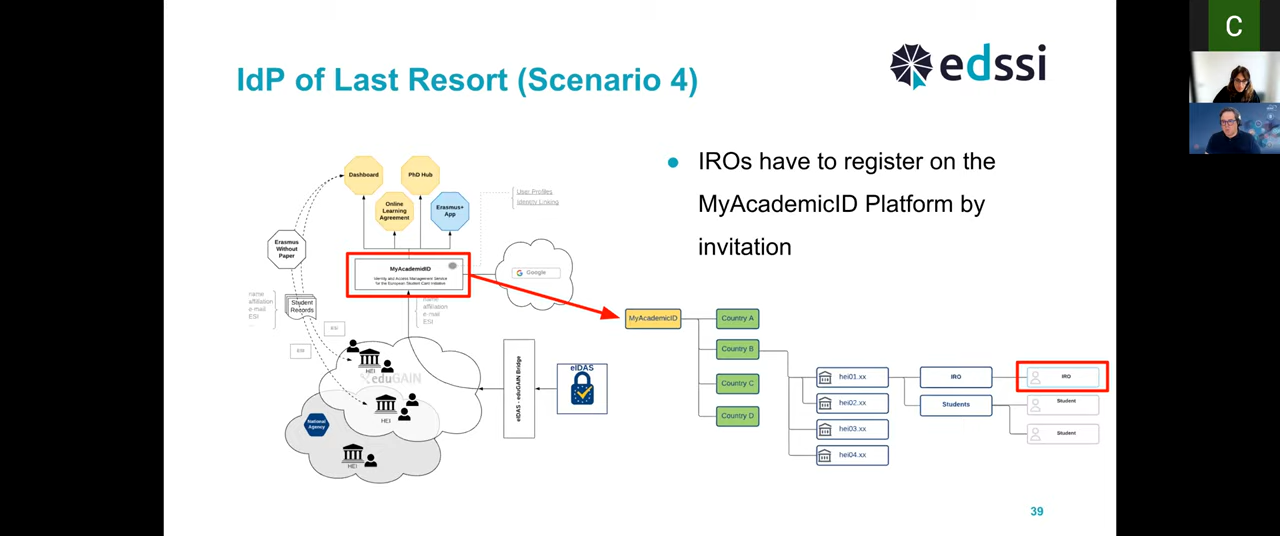 IdP of Last Resort (Scenario 4)
edssi
C
IROs have to register on the
MyAcademicID Platform by
invitation
Dashboard
PhD Hub
Online
Learning
Agreement
Erasmus+
App
User Profiles
Identity Linking
Erasmus
Without
Paper
MyAcademicID
Identity and Access Management Service
for the European Student Card Initiative
Google
name
affiliation
e-mail
ESI
...
Student
Records
name
affiliation
e-mail
ESI
ESI
ESI
HEI
eduGAIN
HEI
National
Agency
HEI
eIDAS - eduGAIN Bridge
eIDAS
MyAcademicID
Country A
Country B
Country C
Country D
hei01.xx
hei02.xx
hei03.xx
hei04.xx
IRO
Students
IRO
Student
Student
39